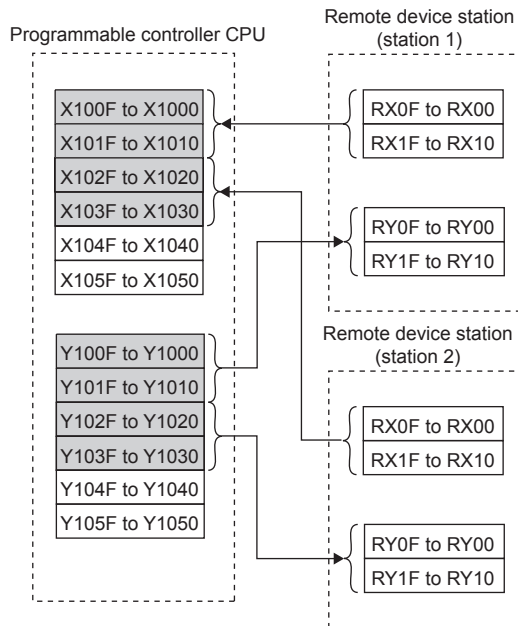 Programmable controller CPU
X100F to X1000
X101F to X1010
X102F to X1020
X103F to X1030
X104F to X1040
X105F to X1050
Y100F to Y1000
Y101F to Y1010
Y102F to Y1020
Y103F to Y1030
Y104F to Y1040
Y105F to Y1050
Remote device station
(station 1)
RX0F to RX00
RX1F to RX10
RY0F to RY00
RY1F to RY10
Remote device station
(station 2)
RX0F to RX00
RX1F to RX10
RY0F to RY00
RY1F to RY10